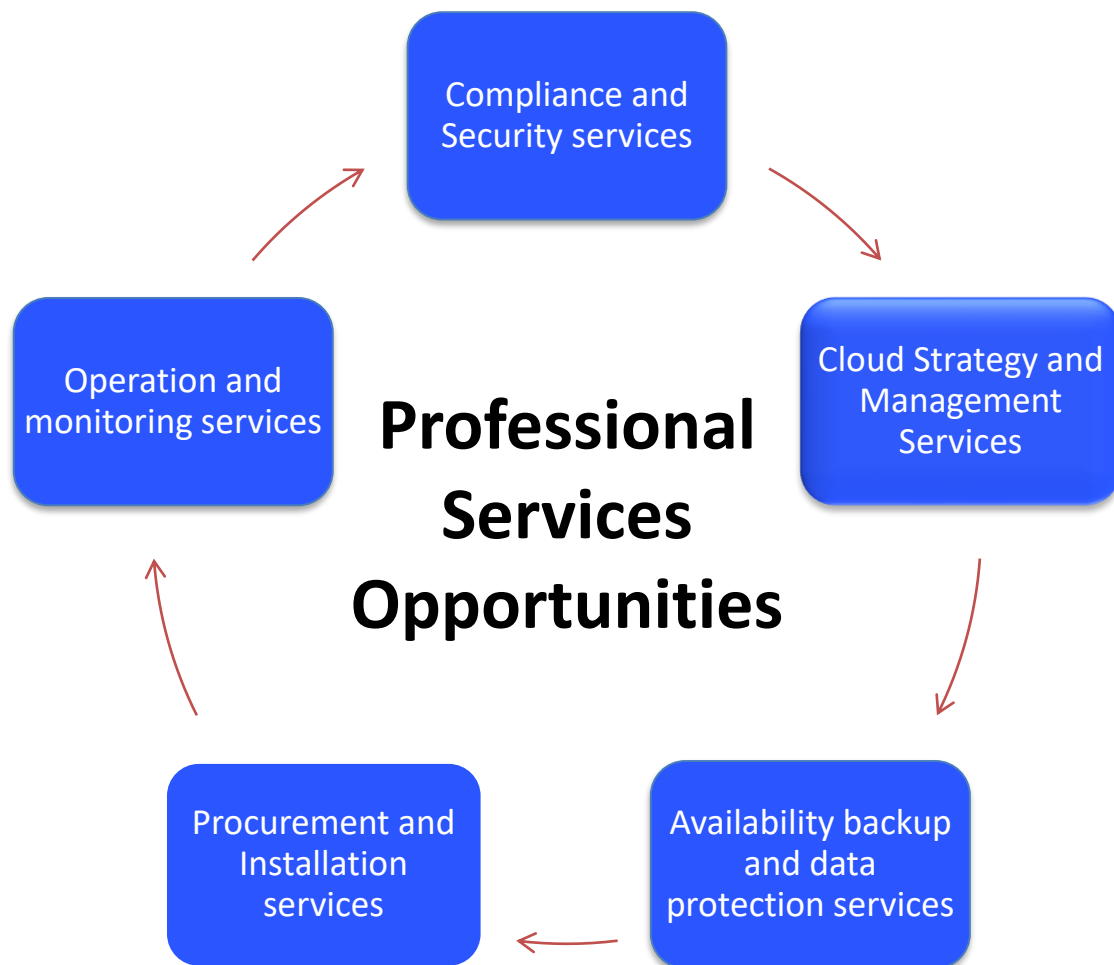 Compliance and
Security services
Cloud Strategy and
Management
Services
Availability backup
and data
protection services
Procurement and
Installation
services
Operation and
monitoring services
Professional
Services
Opportunities